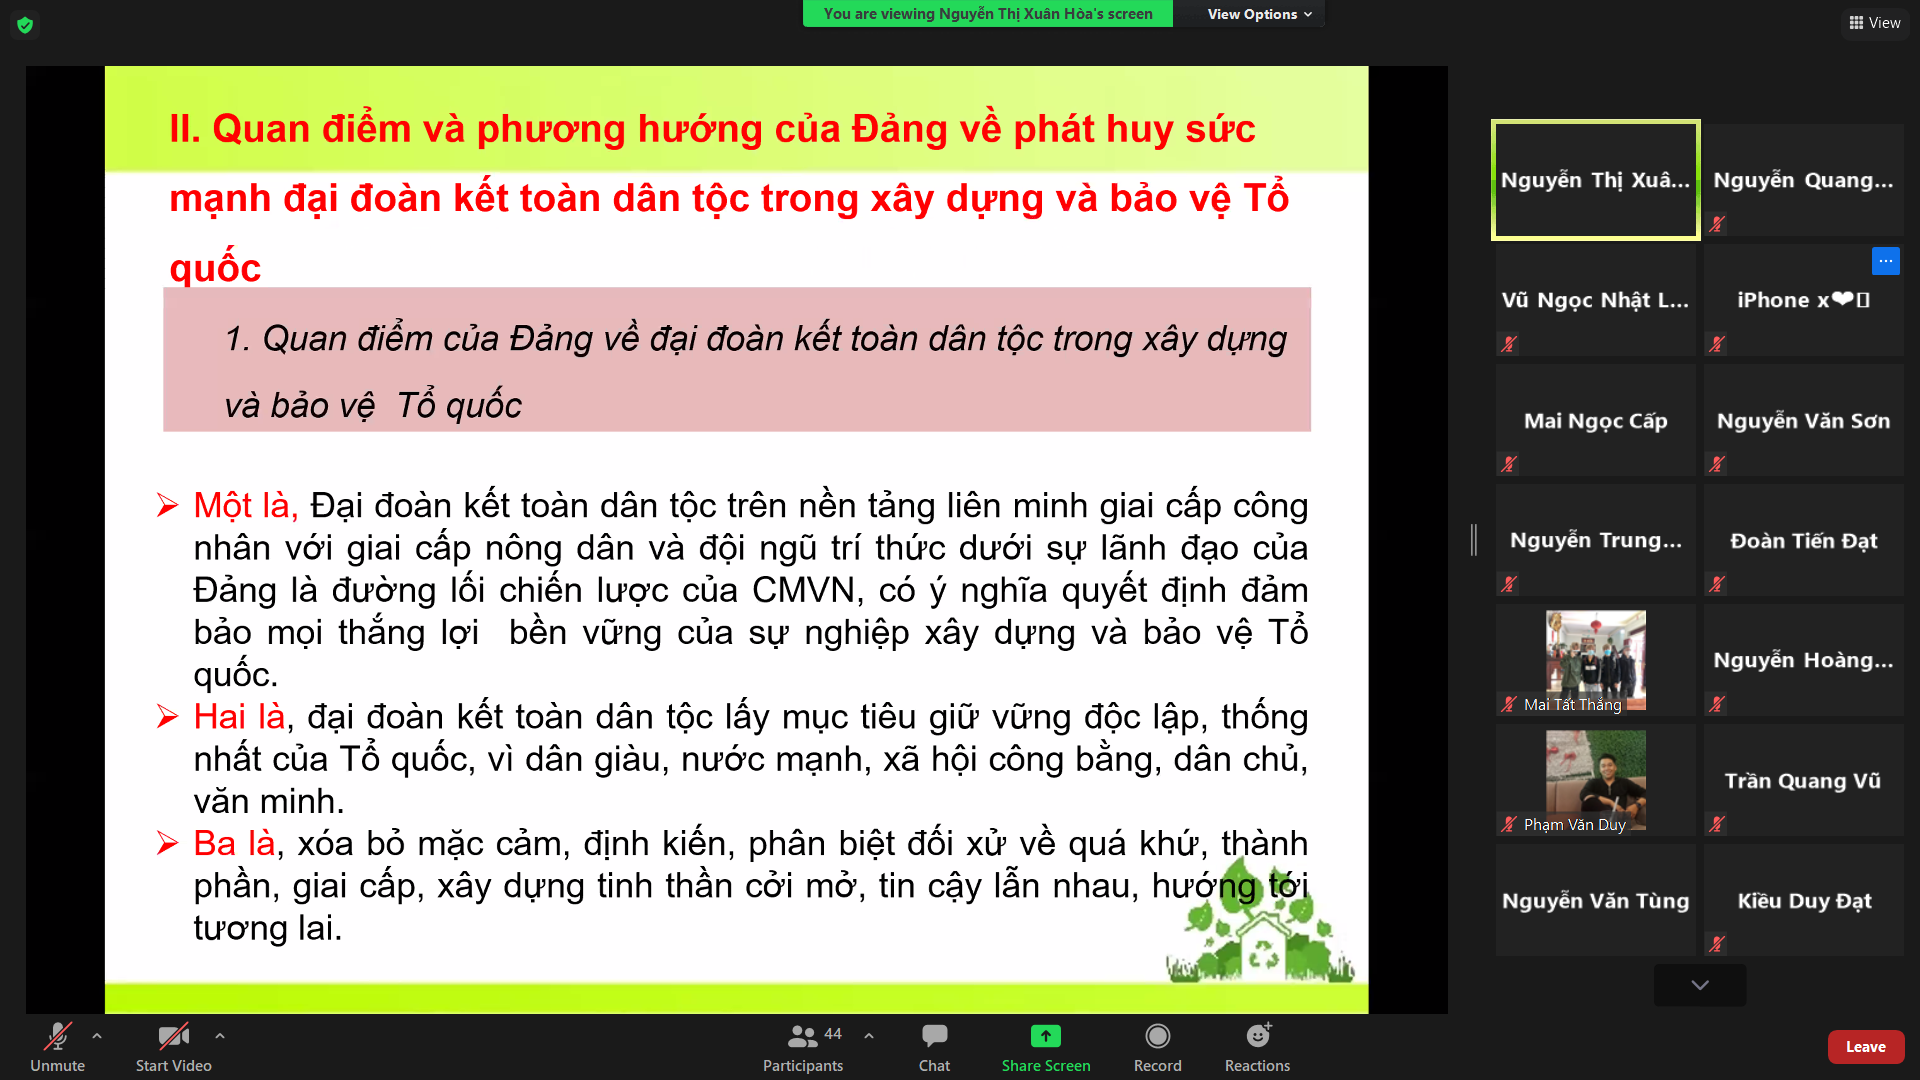 You are viewing Nguyễn Thị Xuân Hòa's screen
View Options
View
II. Quan điểm và phương hướng của Đảng về phát huy sức
mạnh đại đoàn kết toàn dân tộc trong xây dựng và bảo vệ Tổ
quốc
1. Quan điểm của Đảng về đại đoàn kết toàn dân tộc trong xây dựng
và bảo vệ Tổ quốc
Một là, Đại đoàn kết toàn dân tộc trên nền tảng liên minh giai cấp công
nhân với giai cấp nông dân và đội ngũ trí thức dưới sự lãnh đạo của
Đảng là đường lối chiến lược của CMVN, có ý nghĩa quyết định đảm
bảo mọi thắng lợi bền vững của sự nghiệp xây dựng và bảo vệ Tổ
quốc.
Hai là, đại đoàn kết toàn dân tộc lấy mục tiêu giữ vững độc lập, thống
nhất của Tổ quốc, vì dân giàu, nước mạnh, xã hội công bằng, dân chủ,
văn minh.
Ba là, xóa bỏ mặc cảm, định kiến, phân biệt đối xử về quá khứ, thành
phần, giai cấp, xây dựng tinh thần cởi mở, tin cậy lẫn nhau, hướng tới
tương lai.
Nguyễn Thị Xuâ...
Nguyễn Quang...
Vũ Ngọc Nhật L...
iPhone x❤▯
Mai Ngọc Cấp
Nguyễn Văn Sơn
Nguyễn Trung...
Đoàn Tiến Đạt
Mai Tất Thắng
Nguyễn Hoàng...
Phạm Văn Duy
Trần Quang Vũ
Nguyễn Văn Tùng
Kiều Duy Đạt
Unmute
Start Video
44
Participants
Chat
Share Screen
Record
Reactions
Leave